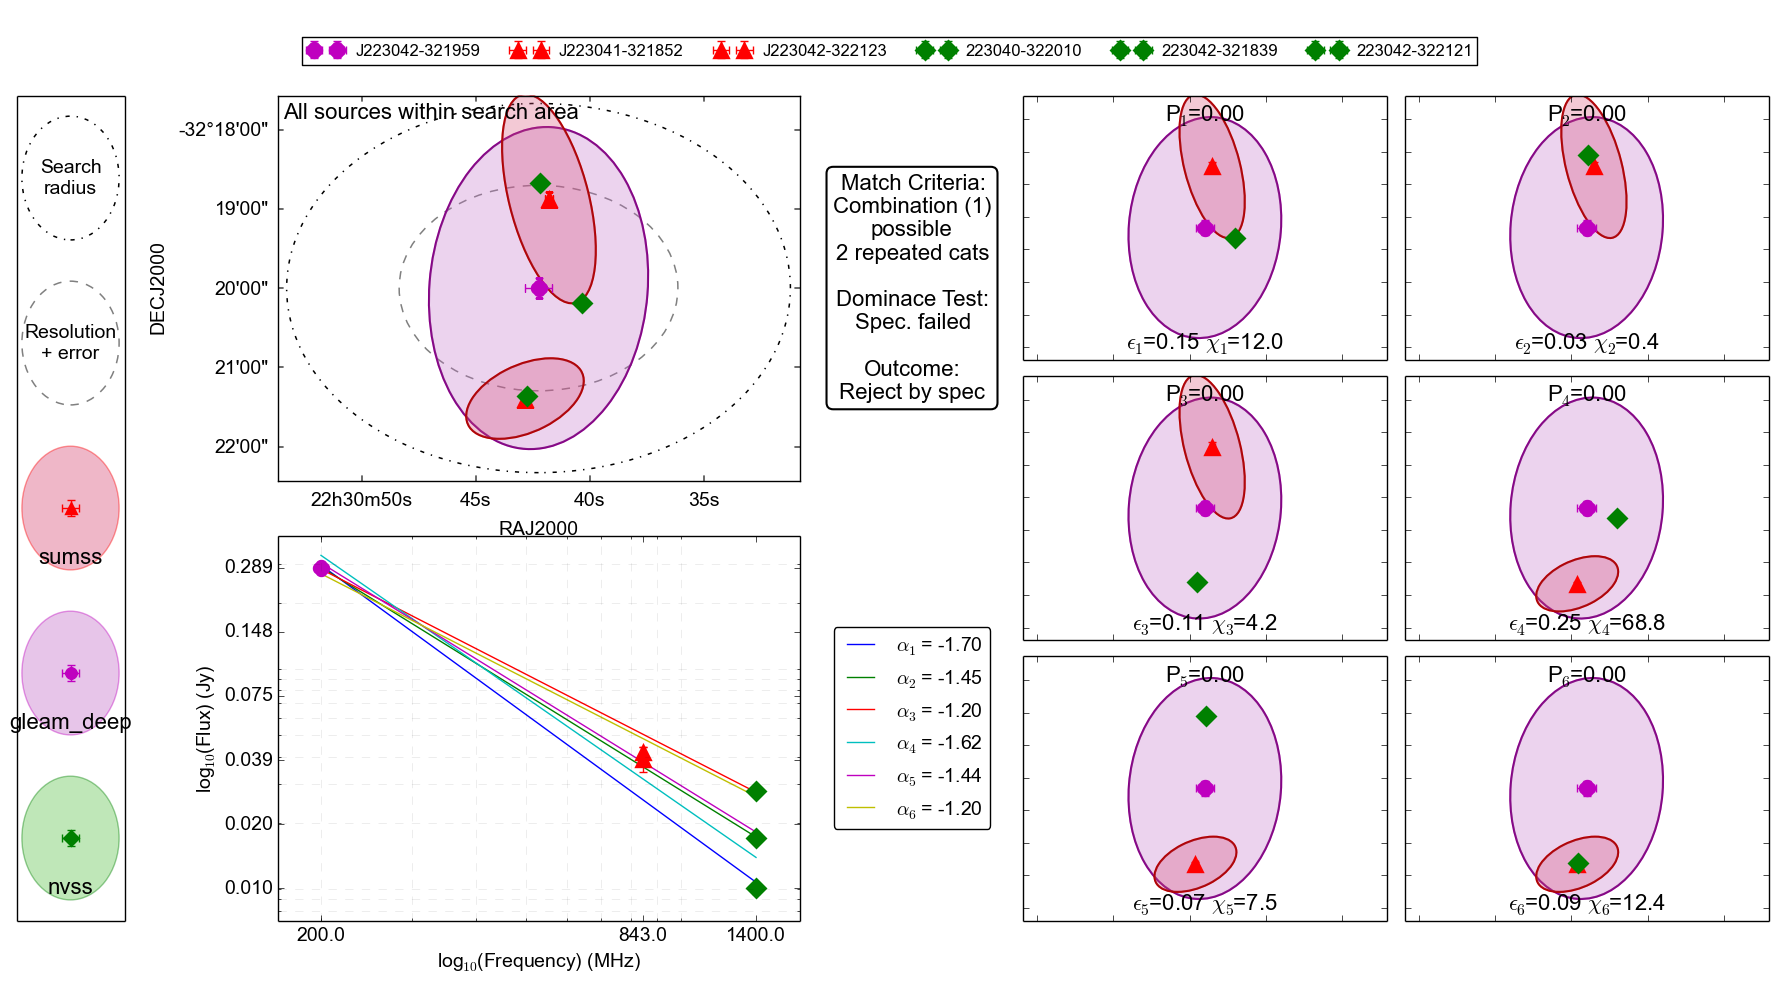 J223042-321959 J223041-321852 J223042-322123 223040-322010 223042-321839 223042-322121
Search
radius
Resolution
+ error
sumss
gleam_deep
nvss
All sources within search area
-32°18'00"
19'00"
20'00"
21'00"
22'00"
DECJ2000
22h30m50s 45s 40s 35s
RAJ2000
Match Criteria:
Combination (1)
possible
2 repeated cats
Dominace Test:
Spec. failed
Outcome:
Reject by spec
0.289
0.148
0.075
0.039
0.020
0.010
log₁₀(Flux) (Jy)
200.0 843.0 1400.0
log₁₀(Frequency) (MHz)
α₁ = -1.70
α₂ = -1.45
α₃ = -1.20
α₄ = -1.62
α₅ = -1.44
α₆ = -1.20
P₁=0.00
ϵ₁=0.15 χ₁=12.0
P₂=0.00
ϵ₂=0.03 χ₂=0.4
P₃=0.00
ϵ₃=0.11 χ₃=4.2
P₄=0.00
ϵ₄=0.25 χ₄=68.8
P₅=0.00
ϵ₅=0.07 χ₅=7.5
P₆=0.00
ϵ₆=0.09 χ₆=12.4